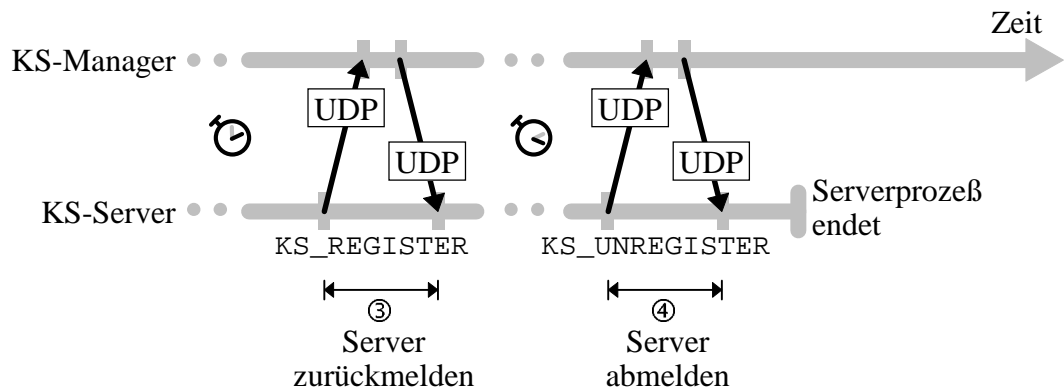 Zeit
KS-Manager
UDP
UDP
UDP
UDP
KS-Server
Serverprozeß
endet
KS_REGISTER
KS_UNREGISTER
③
④
Server
zurückmelden
Server
abmelden